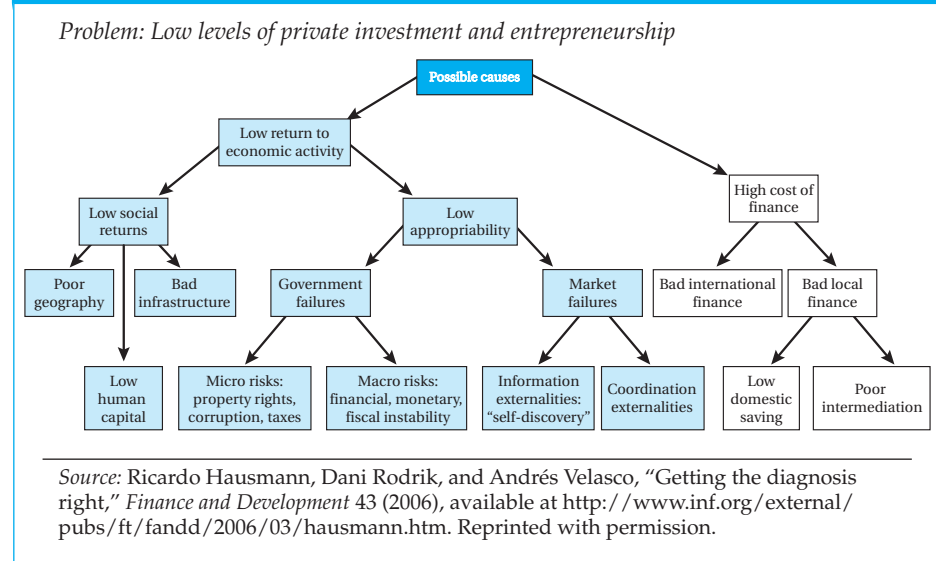 Problem: Low levels of private investment and entrepreneurship
Possible causes
Low return to
economic activity
High cost of
finance
Low social
returns
Low
appropriability
Poor
geography
Bad
infrastructure
Government
failures
Market
failures
Bad international
finance
Bad local
finance
Low
human
capital
Micro risks:
property rights,
corruption, taxes
Macro risks:
financial, monetary,
fiscal instability
Information
externalities:
“self-discovery”
Coordination
externalities
Low
domestic
saving
Poor
intermediation
Source: Ricardo Hausmann, Dani Rodrik, and Andrés Velasco, “Getting the diagnosis
right,” Finance and Development 43 (2006), available at http://www.inf.org/external/
pubs/ft/fandd/2006/03/hausmann.htm. Reprinted with permission.